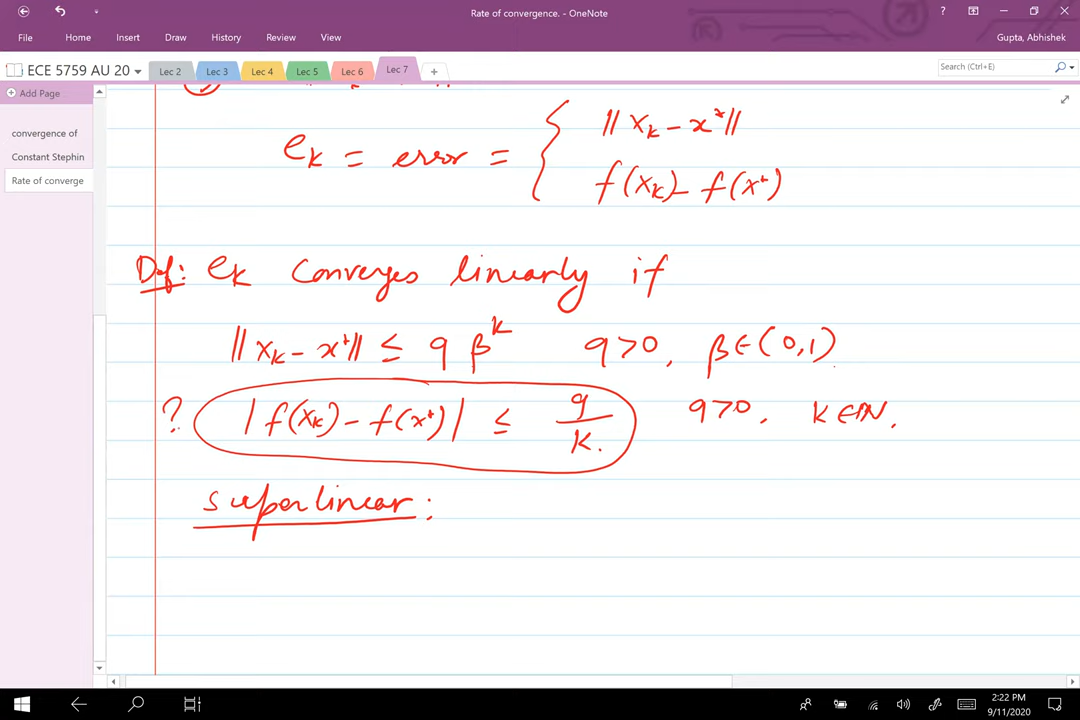 Rate of convergence. - OneNote
File Home Insert Draw History Review View Gupta, Abhishek
ECE 5759 AU 20 Lec 2 Lec 3 Lec 4 Lec 5 Lec 6 Lec 7 Search (Ctrl+E)
Add Page
convergence of
Constant Stephin
Rate of converge
e_k = error = { ||x_k - x*||
f(x_k) - f(x*)
Def: e_k converges linearly if
||x_k - x*|| ≤ q β^k q>0, β∈(0,1)
? |f(x_k) - f(x*)| ≤ q/k. q>0, k∈ℕ.
superlinear:
2:22 PM
9/11/2020